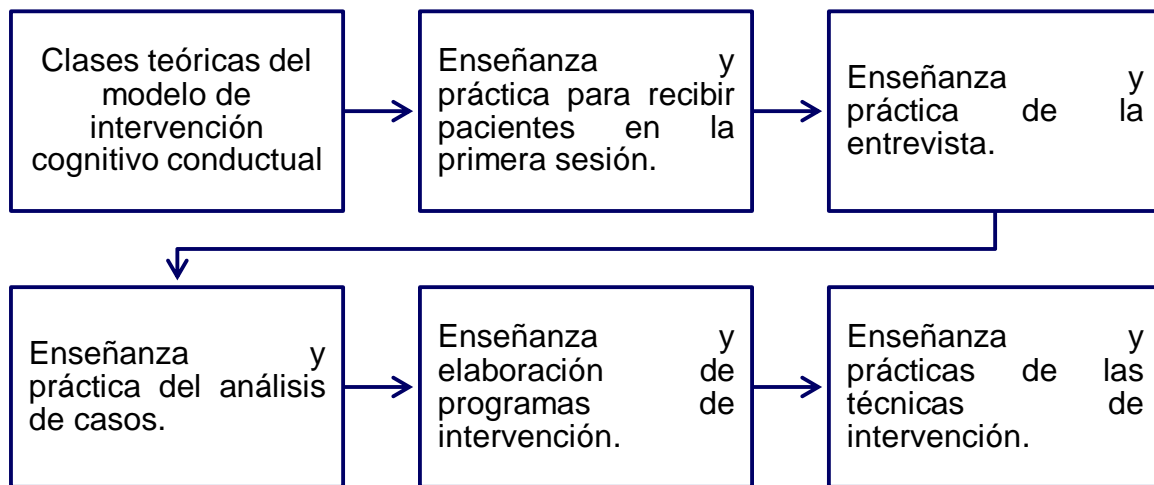 Clases teóricas del
modelo de
intervención
cognitivo conductual
Enseñanza y
práctica para recibir
pacientes en la
primera sesión.
Enseñanza y
práctica de la
entrevista.
Enseñanza y
práctica del análisis
de casos.
Enseñanza y
elaboración de
programas de
intervención.
Enseñanza y
prácticas de las
técnicas de
intervención.